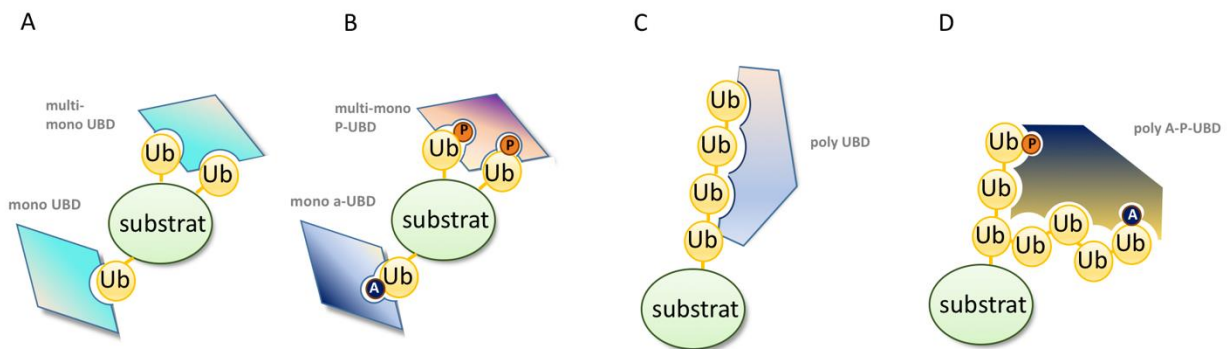 A
multi-
mono UBD
Ub
Ub
substrat
mono UBD
Ub
B
multi-mono
P-UBD
P
P
Ub
Ub
substrat
mono a-UBD
A
Ub
C
Ub
Ub
Ub
Ub
poly UBD
substrat
D
Ub
P
poly A-P-UBD
Ub
A
Ub
Ub
Ub
Ub
Ub
substrat